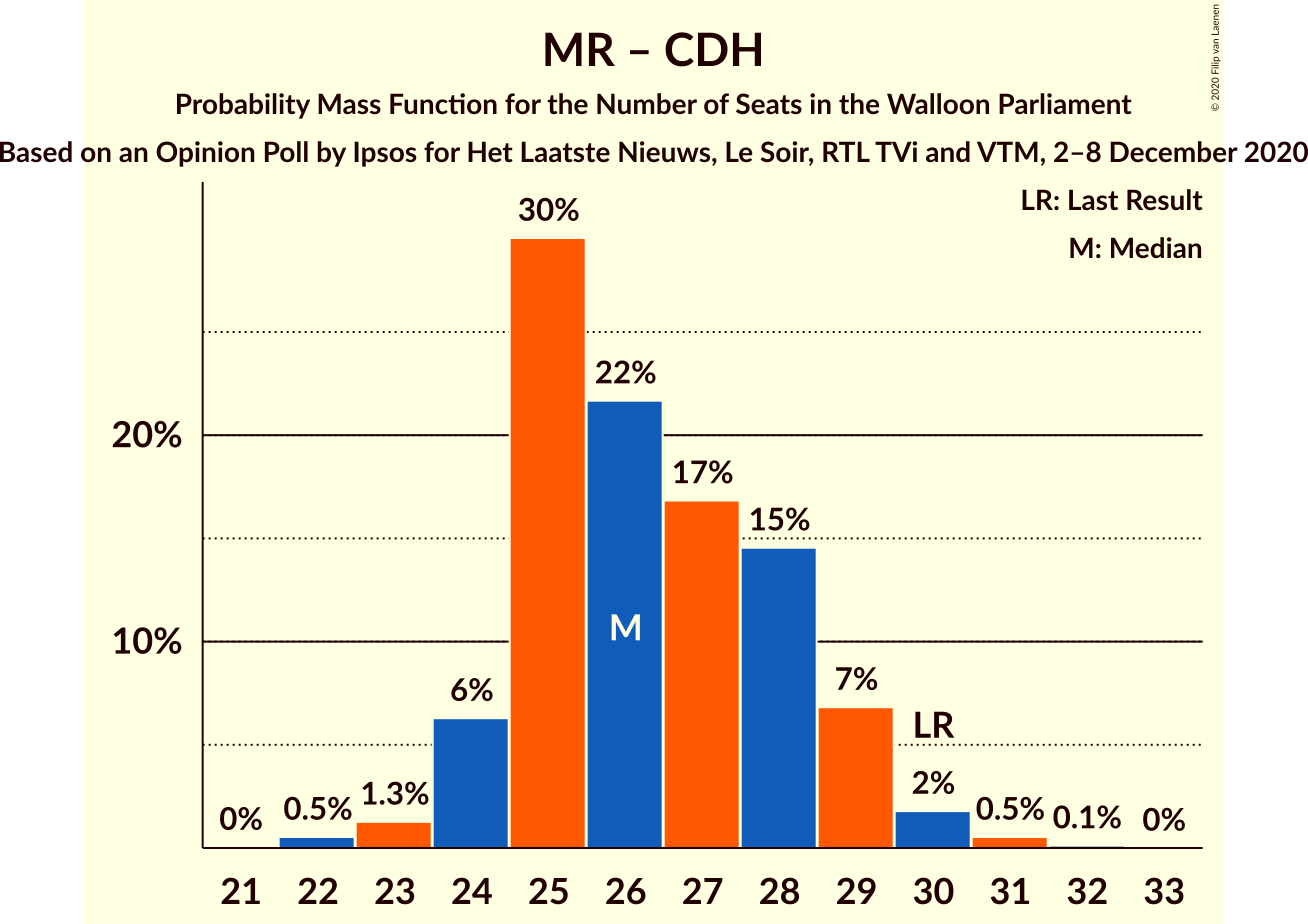 MR – CDH
Probability Mass Function for the Number of Seats in the Walloon Parliament
Based on an Opinion Poll by Ipsos for Het Laatste Nieuws, Le Soir, RTL TVi and VTM, 2–8 December 2020
© 2020 Filip van Laenen
LR: Last Result
M: Median
30%
22%
20%
17%
15%
M
10%
7%
6%
LR
2%
1.3%
0.5%
0.5%
0.1%
0%
0%
21 22 23 24 25 26 27 28 29 30 31 32 33